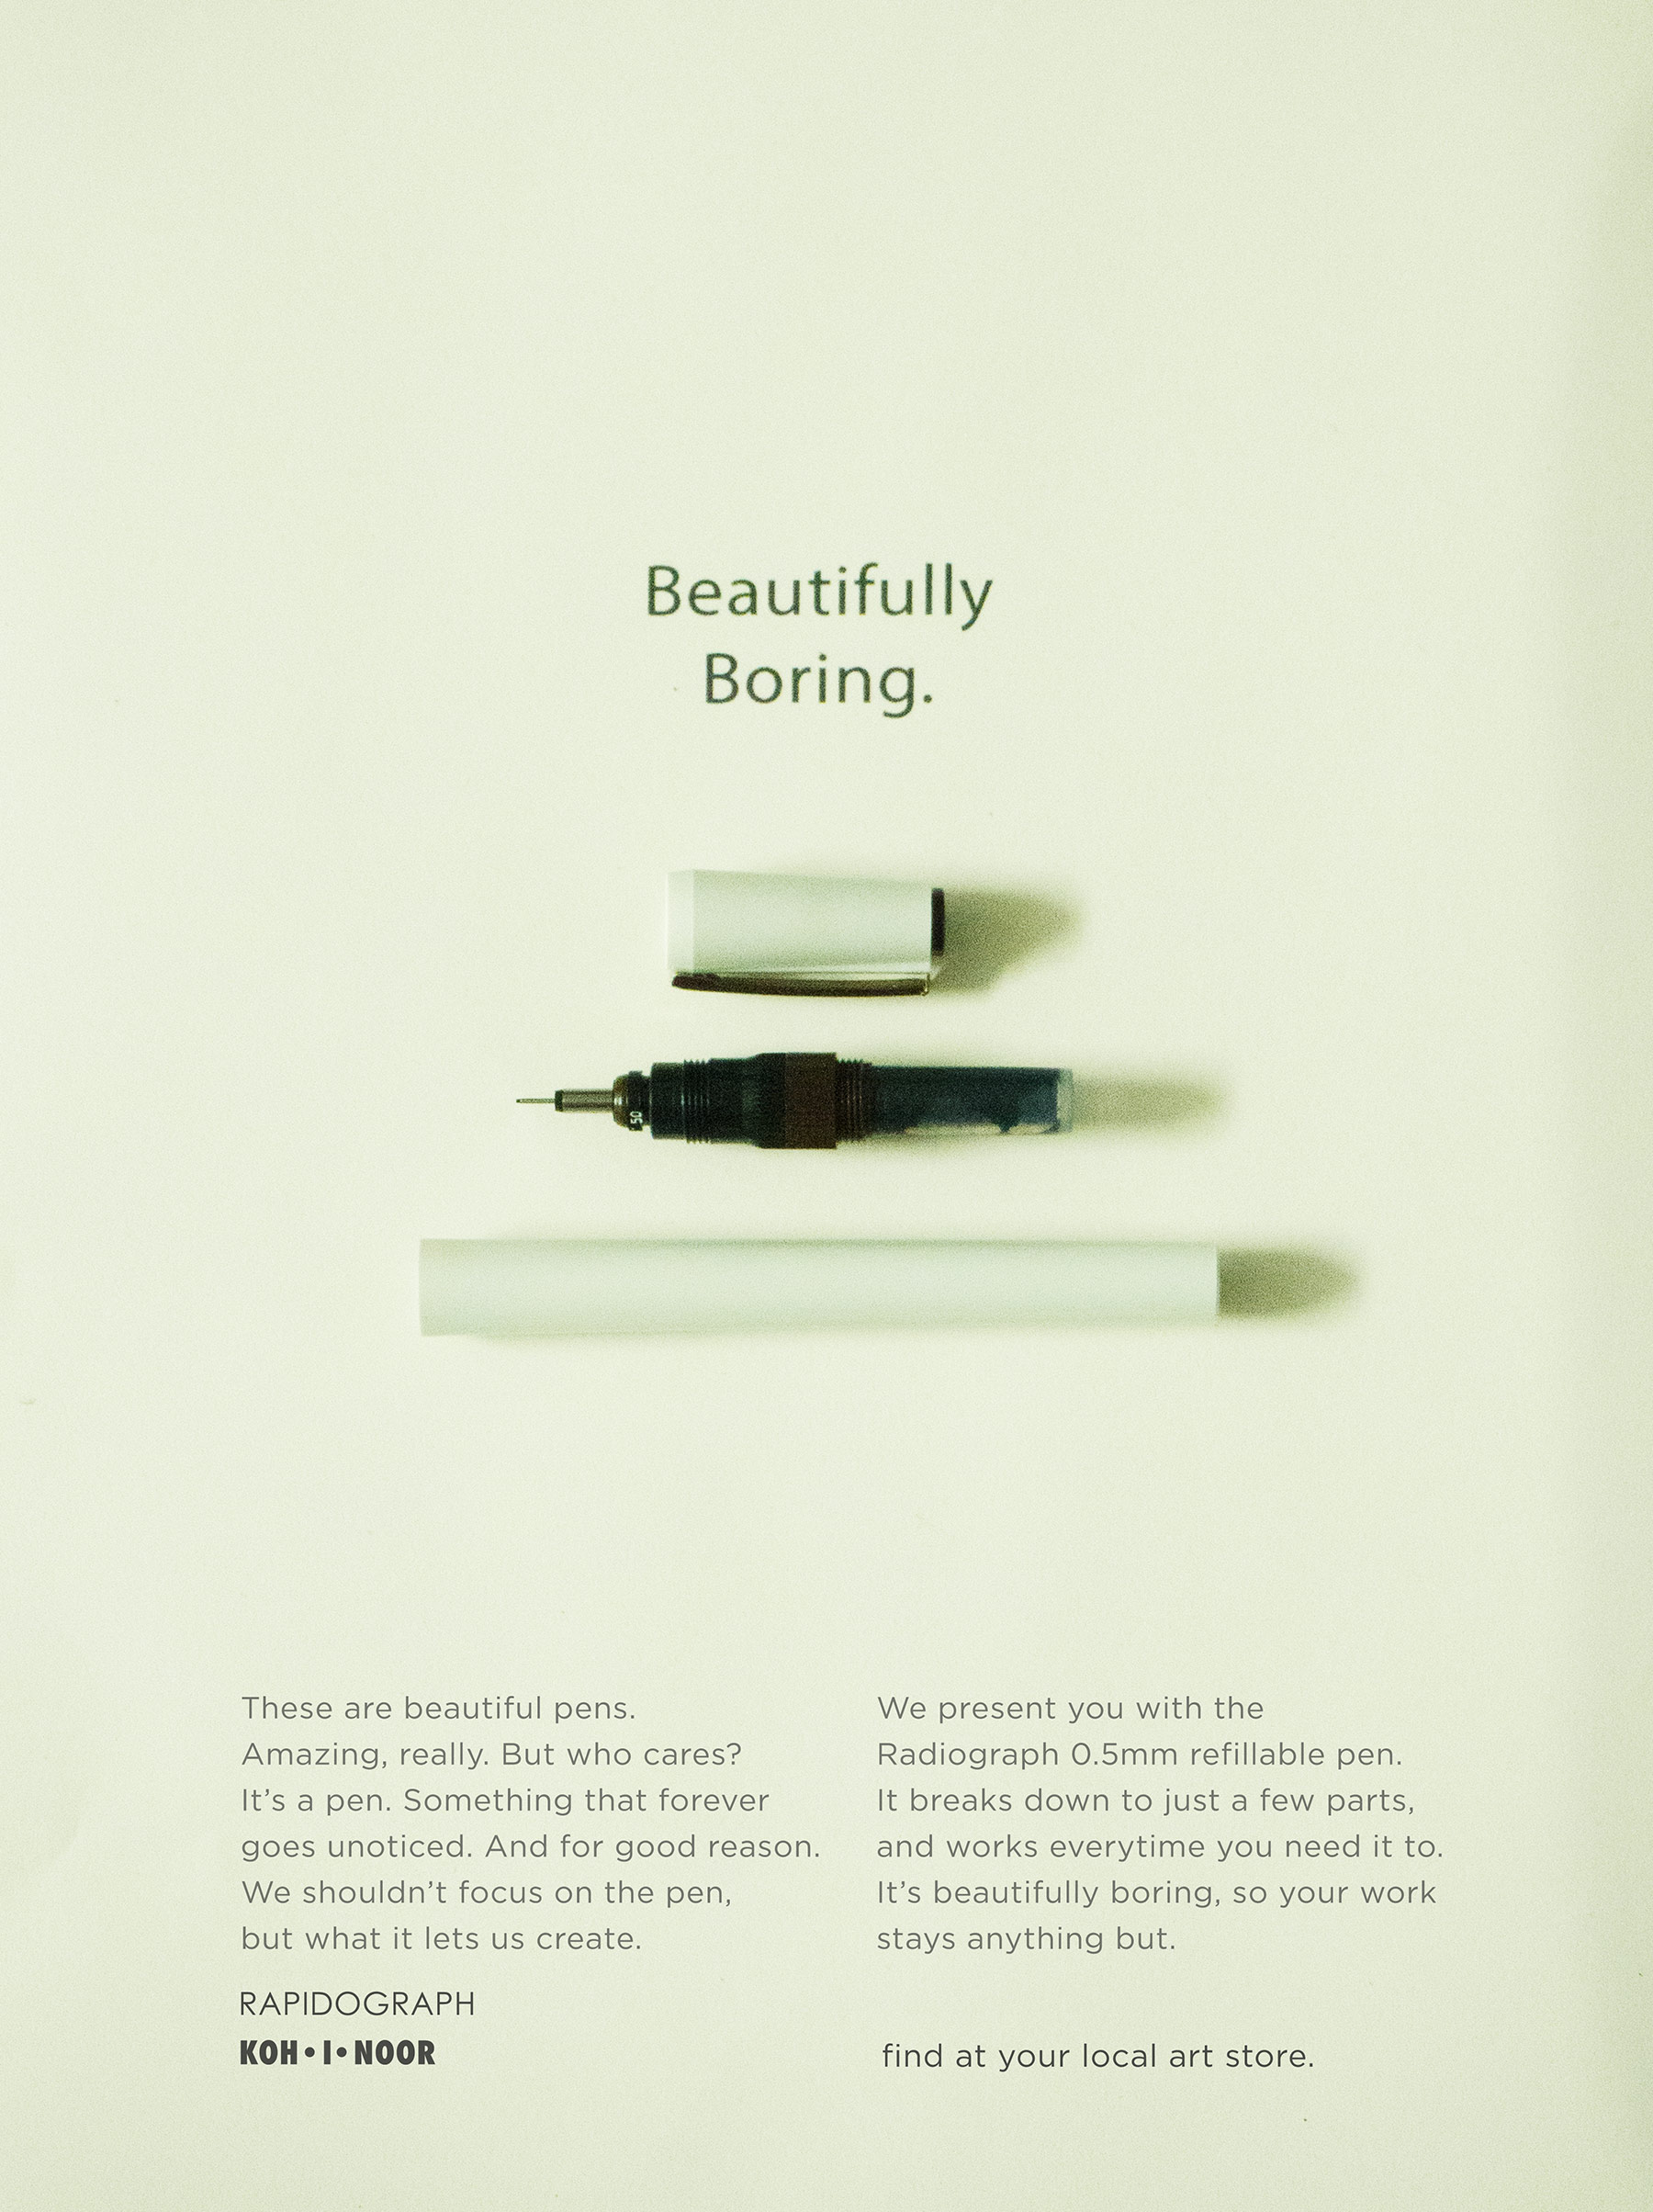 Beautifully
Boring.
50
These are beautiful pens.
Amazing, really. But who cares?
It’s a pen. Something that forever
goes unoticed. And for good reason.
We shouldn’t focus on the pen,
but what it lets us create.
We present you with the
Radiograph 0.5mm refillable pen.
It breaks down to just a few parts,
and works everytime you need it to.
It’s beautifully boring, so your work
stays anything but.
RAPIDOGRAPH
KOH•I•NOOR
find at your local art store.